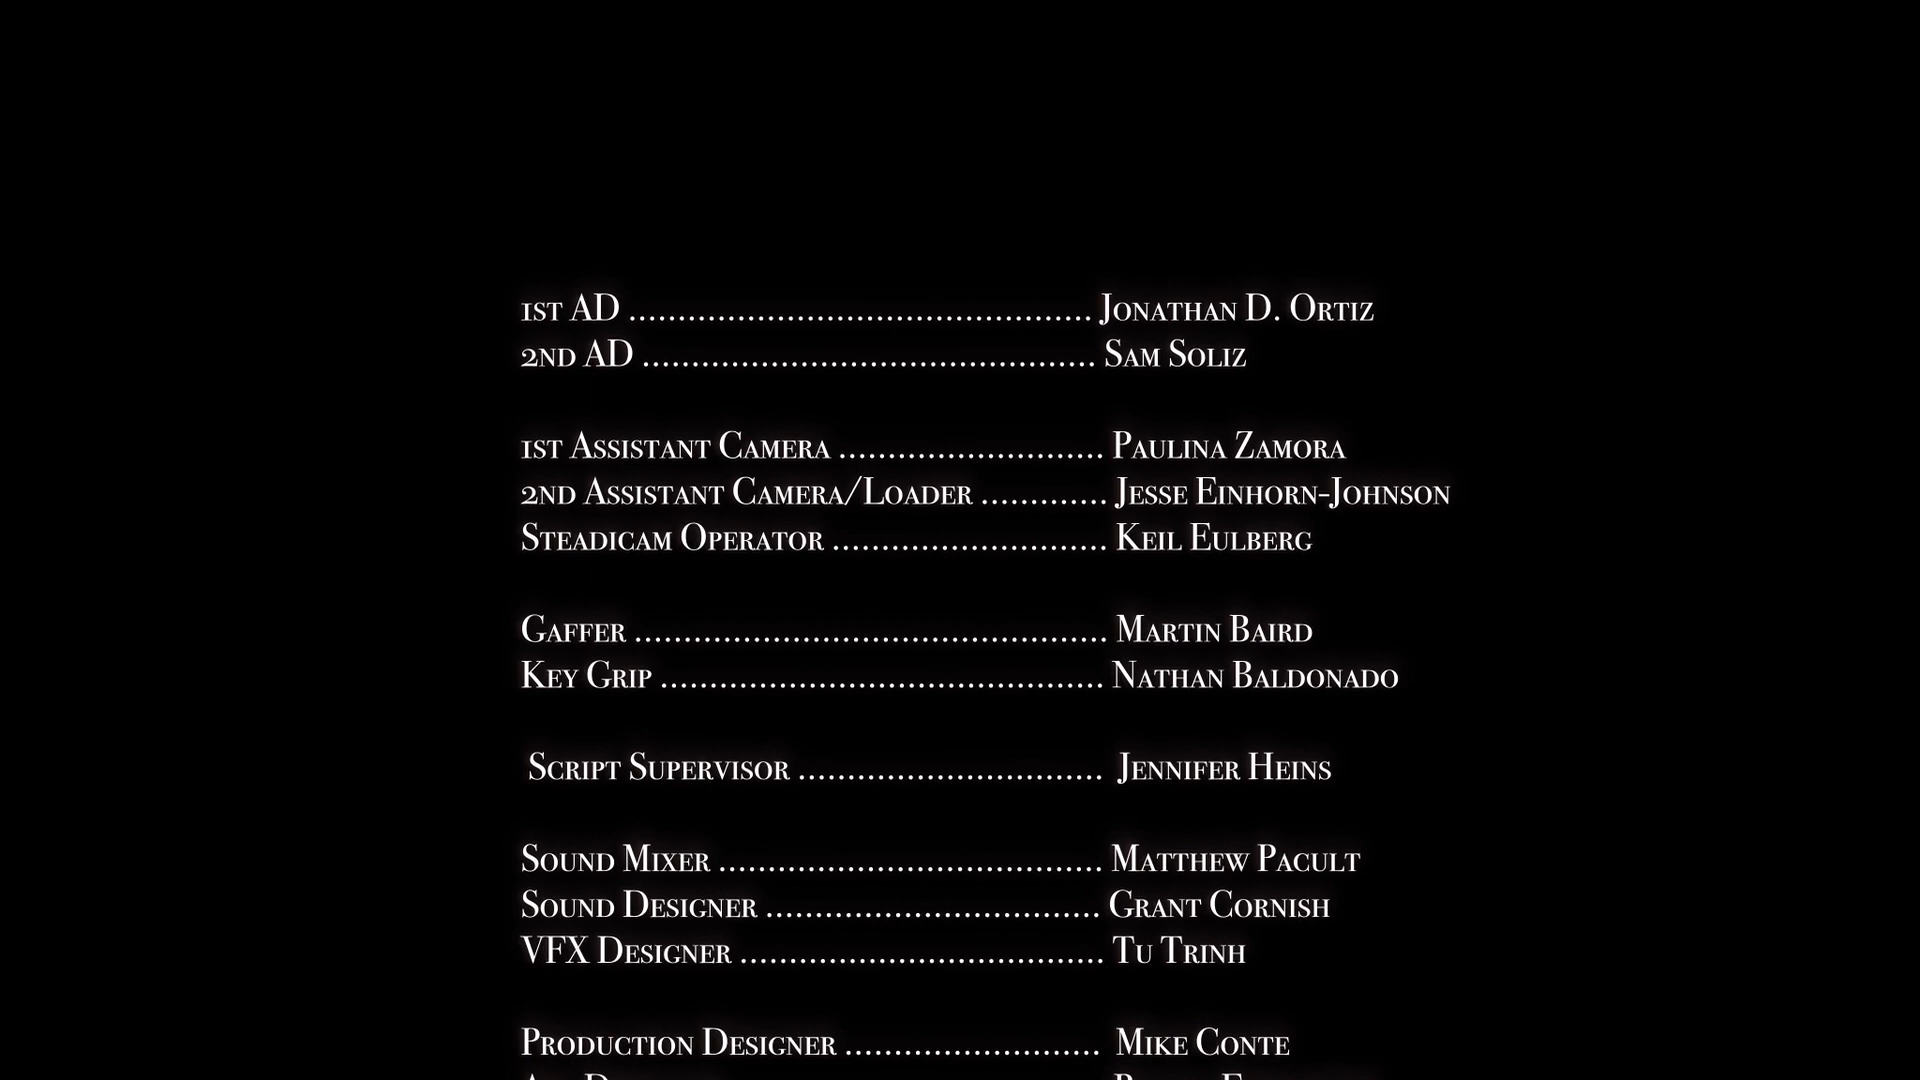 1st AD ............................................... Jonathan D. Ortiz
2nd AD .............................................. Sam Soliz
1st Assistant Camera ........................... Paulina Zamora
2nd Assistant Camera/Loader ............. Jesse Einhorn-Johnson
Steadicam Operator ............................ Keil Eulberg
Gaffer ................................................ Martin Baird
Key Grip ............................................. Nathan Baldonado
Script Supervisor ............................... Jennifer Heins
Sound Mixer ....................................... Matthew Pacult
Sound Designer .................................. Grant Cornish
VFX Designer ..................................... Tu Trinh
Production Designer .......................... Mike Conte